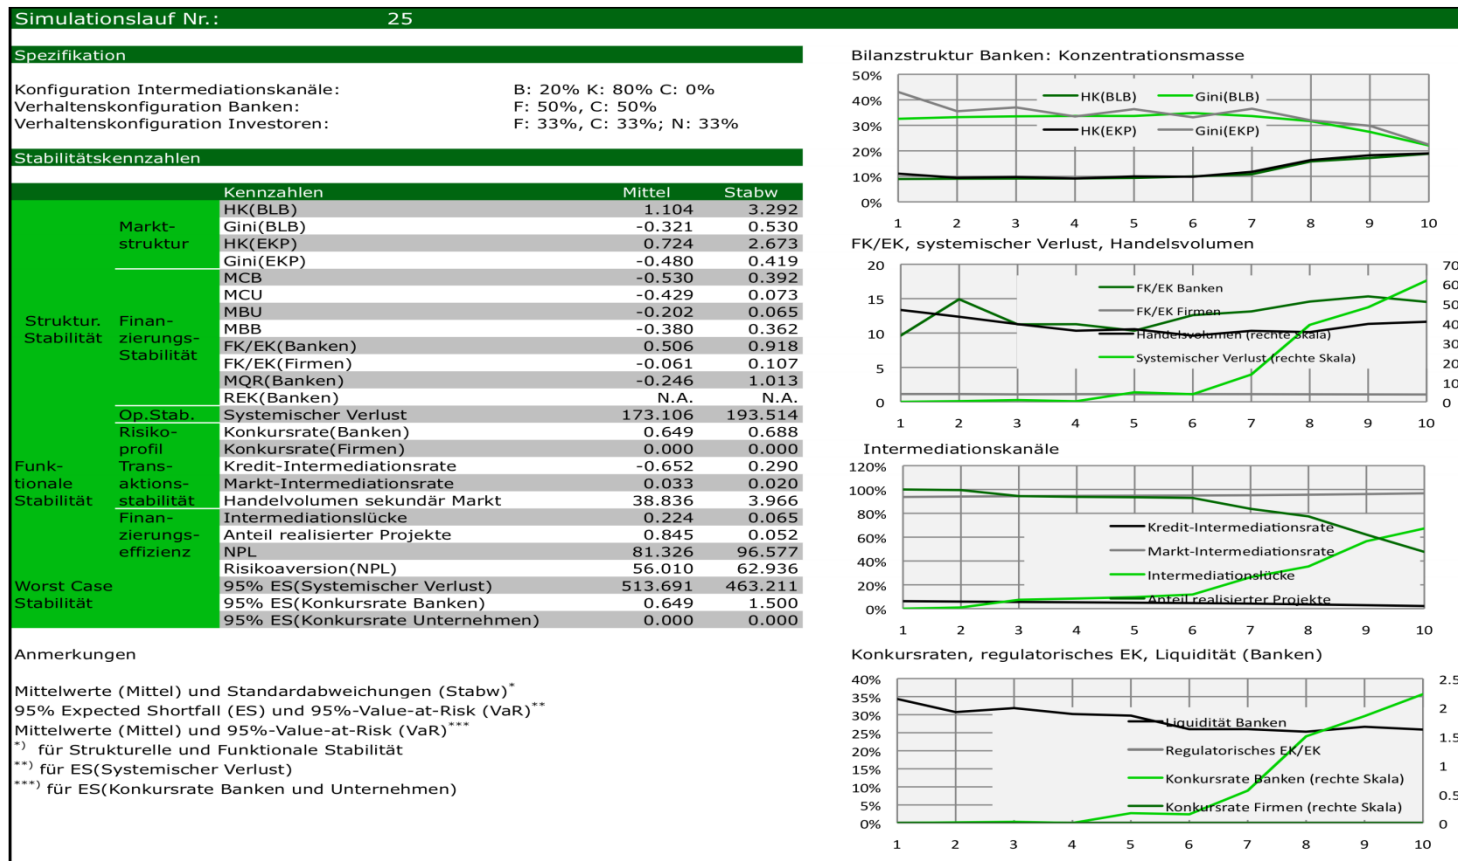 Simulationslauf Nr.: 25
Spezifikation
Konfiguration Intermediationskanäle: B: 20% K: 80% C: 0%
Verhaltenskonfiguration Banken: F: 50%, C: 50%
Verhaltenskonfiguration Investoren: F: 33%, C: 33%; N: 33%
Stabilitätskennzahlen
Kennzahlen Mittel Stabw
HK(BLB) 1.104 3.292
Markt- Gini(BLB) -0.321 0.530
struktur HK(EKP) 0.724 2.673
Gini(EKP) -0.480 0.419
MCB -0.530 0.392
MCU -0.429 0.073
MBU -0.202 0.065
Struktur. Finan- MBB -0.380 0.362
Stabilität zierungs- FK/EK(Banken) 0.506 0.918
Stabilität FK/EK(Firmen) -0.061 0.107
MQR(Banken) -0.246 1.013
REK(Banken) N.A. N.A.
Op.Stab. Systemischer Verlust 173.106 193.514
Risiko- Konkursrate(Banken) 0.649 0.688
profil Konkursrate(Firmen) 0.000 0.000
Funk- Trans- Kredit-Intermediationsrate -0.652 0.290
tionale aktions- Markt-Intermediationsrate 0.033 0.020
Stabilität stabilität Handelvolumen sekundär Markt 38.836 3.966
Finan- Intermediationslücke 0.224 0.065
zierungs- Anteil realisierter Projekte 0.845 0.052
effizienz NPL 81.326 96.577
Risikoaversion(NPL) 56.010 62.936
Worst Case 95% ES(Systemischer Verlust) 513.691 463.211
Stabilität 95% ES(Konkursrate Banken) 0.649 1.500
95% ES(Konkursrate Unternehmen) 0.000 0.000
Anmerkungen
Mittelwerte (Mittel) und Standardabweichungen (Stabw)*
95% Expected Shortfall (ES) und 95%-Value-at-Risk (VaR)**
Mittelwerte (Mittel) und 95%-Value-at-Risk (VaR)***
*) für Strukturelle und Funktionale Stabilität
**) für ES(Systemischer Verlust)
***) für ES(Konkursrate Banken und Unternehmen)
Bilanzstruktur Banken: Konzentrationsmasse
50%
40%
30%
20%
10%
0%
HK(BLB) Gini(BLB)
HK(EKP) Gini(EKP)
1 2 3 4 5 6 7 8 9 10
FK/EK, systemischer Verlust, Handelsvolumen
20
15
10
5
0
FK/EK Banken
FK/EK Firmen
Handelsvolumen (rechte Skala)
Systemischer Verlust (rechte Skala)
70
60
50
40
30
20
10
0
1 2 3 4 5 6 7 8 9 10
Intermediationskanäle
120%
100%
80%
60%
40%
20%
0%
Kredit-Intermediationsrate
Markt-Intermediationsrate
Intermediationslücke
Anteil realisierter Projekte
1 2 3 4 5 6 7 8 9 10
Konkursraten, regulatorisches EK, Liquidität (Banken)
40%
35%
30%
25%
20%
15%
10%
5%
0%
Liquidität Banken
Regulatorisches EK/EK
Konkursrate Banken (rechte Skala)
Konkursrate Firmen (rechte Skala)
2.5
2
1.5
1
0.5
0
1 2 3 4 5 6 7 8 9 10